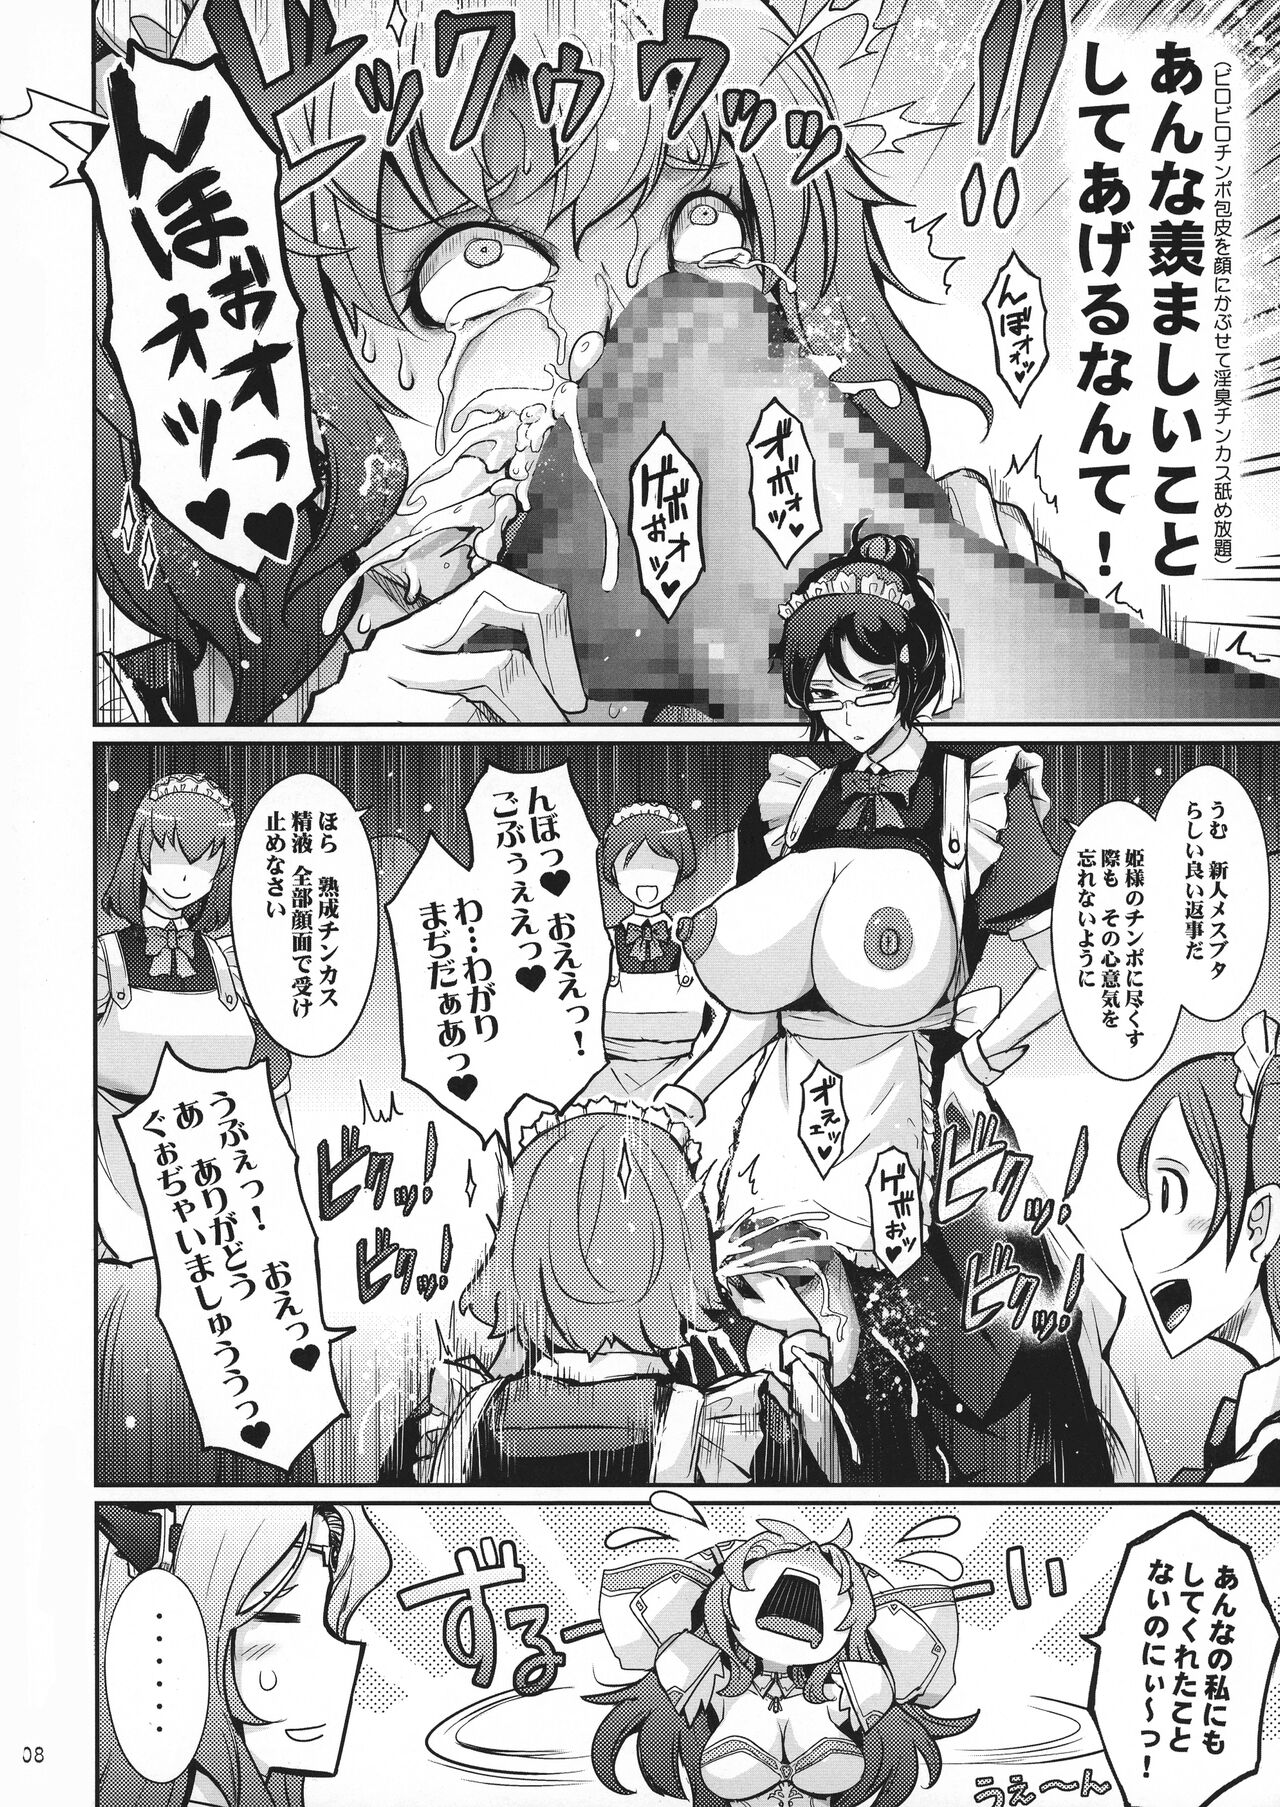 あんな羨ましいこと
してあげるなんて！
（ビロビロチンポ包皮を顔にかぶせて淫臭チンカス舐め放題）
ビックゥゥウゥッッ!!
んぼォォッ♥
オボォッ♥
ゲボォォおッ♥
んほぉぉオオッっ♥♥
うむ　新人メスブタ
らしい良い返事だ
姫様のチンポに尽くす
際も　その心意気を
忘れないように
んぼっ♥おええっ！
ごぶぅぇえぇっ♥
わ…わがり
まぢだぁあっ♥
ほら　熟成チンカス
精液　全部顔面で受け
止めなさい
うぶぇっ！　おえっ♥
あ　ありがどう
ぐぉぢゃいましゅううっ♥
オえェッ♥
ゲボぉッ♥
ビクッ!
ビクッ!
ビクッ!
ビクッ!
あんなの私にも
してくれたこと
ないのにぃ～っ！
ずるーーい
うぇ～～ん
・・・・・
08